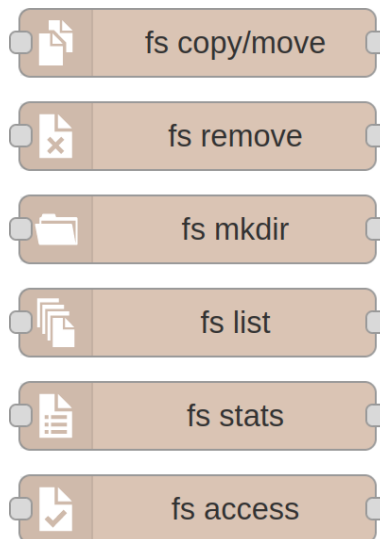 fs copy/move
fs remove
fs mkdir
fs list
fs stats
fs access